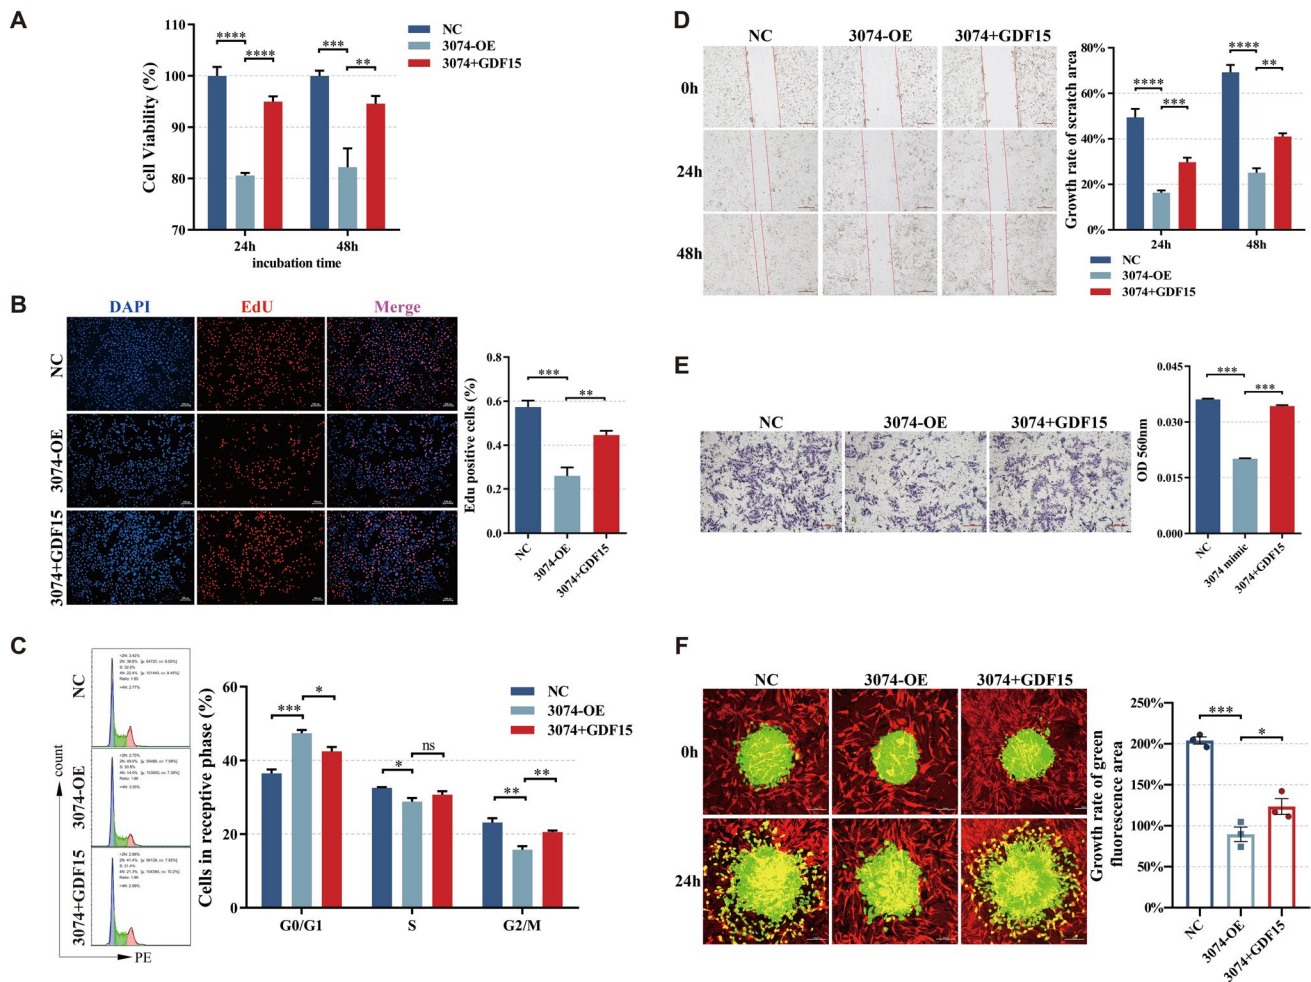 A
110
100
90
80
70
Cell Viability (%)
****
****
***
**
24h
48h
incubation time
NC
3074-OE
3074+GDF15
B
DAPI
EdU
Merge
NC
3074-OE
3074+GDF15
0.8
0.6
0.4
0.2
0.0
Edu positive cells (%)
***
**
NC
3074-OE
3074+GDF15
C
NC
3074-OE
3074+GDF15
count
PE
60
40
20
0
Cells in receptive phase (%)
***
*
*
ns
**
**
G0/G1
S
G2/M
NC
3074-OE
3074+GDF15
D
NC
3074-OE
3074+GDF15
0h
24h
48h
80%
60%
40%
20%
0%
Growth rate of scratch area
****
***
****
**
24h
48h
NC
3074-OE
3074+GDF15
E
NC
3074-OE
3074+GDF15
0.045
0.030
0.015
0.000
OD 560nm
***
***
NC
3074 mimic
3074+GDF15
F
NC
3074-OE
3074+GDF15
0h
24h
250%
200%
150%
100%
50%
0%
Growth rate of green
fluorescence area
***
*
NC
3074-OE
3074+GDF15